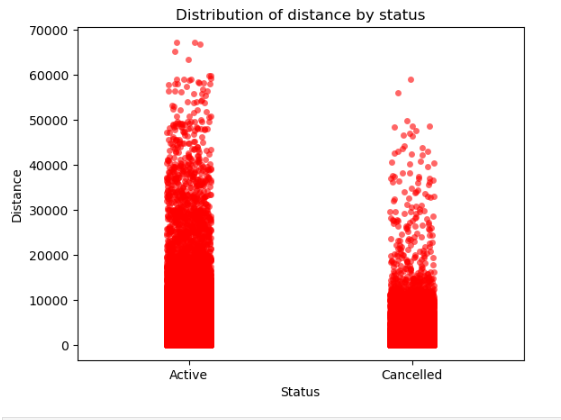 Distribution of distance by status
70000
60000
50000
40000
30000
20000
10000
0
Distance
Active Cancelled
Status